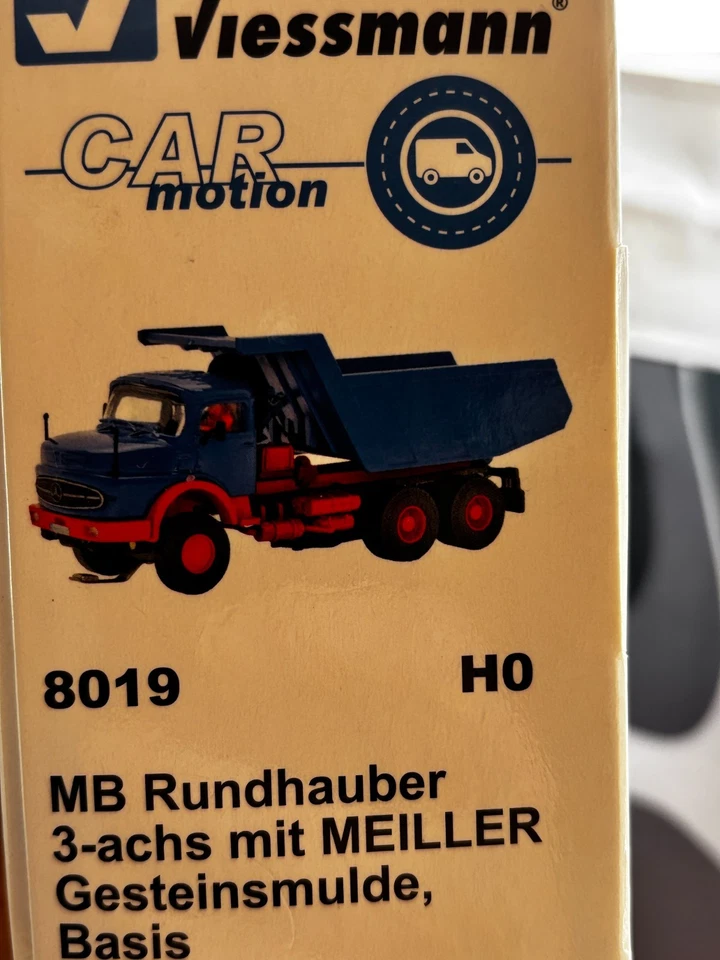 Viessmann®
CAR
motion
8019 H0
MB Rundhauber
3-achs mit MEILLER
Gesteinsmulde,
Basis